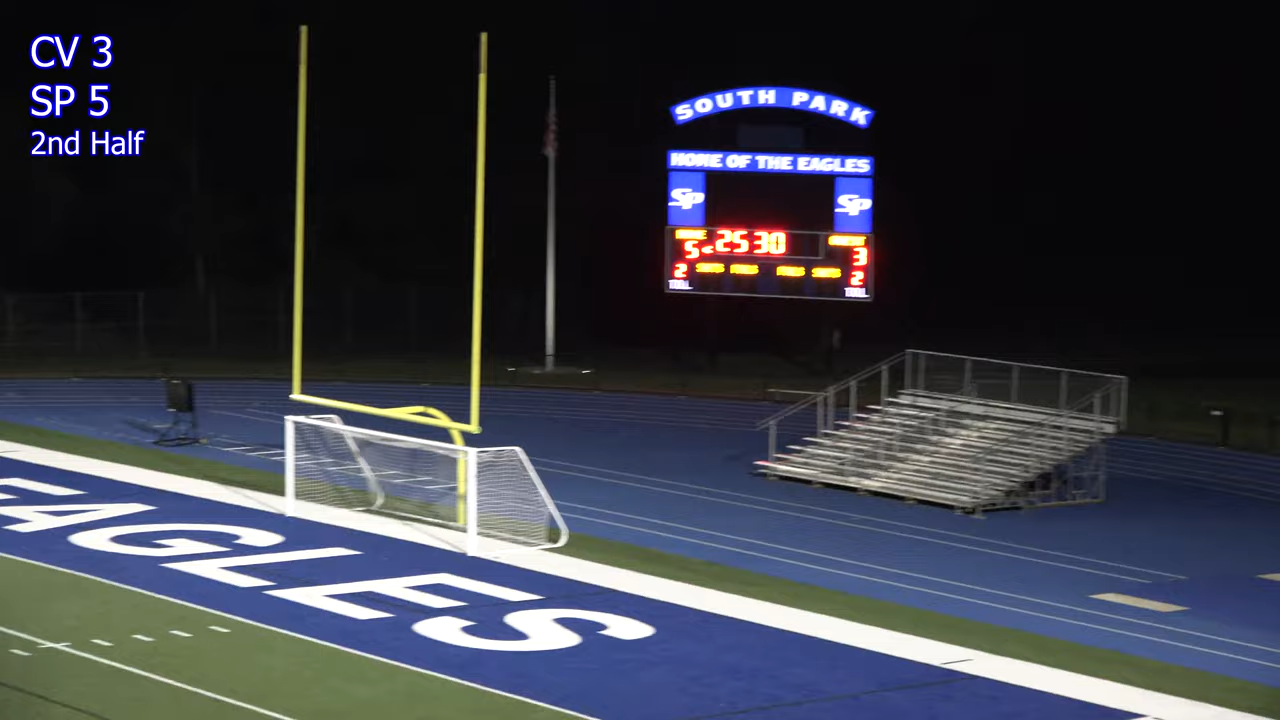 CV 3
SP 5
2nd Half
SOUTH PARK
HOME OF THE EAGLES
SP SP
HOME 25:30 GUEST
5 3
2 2
EAGLES